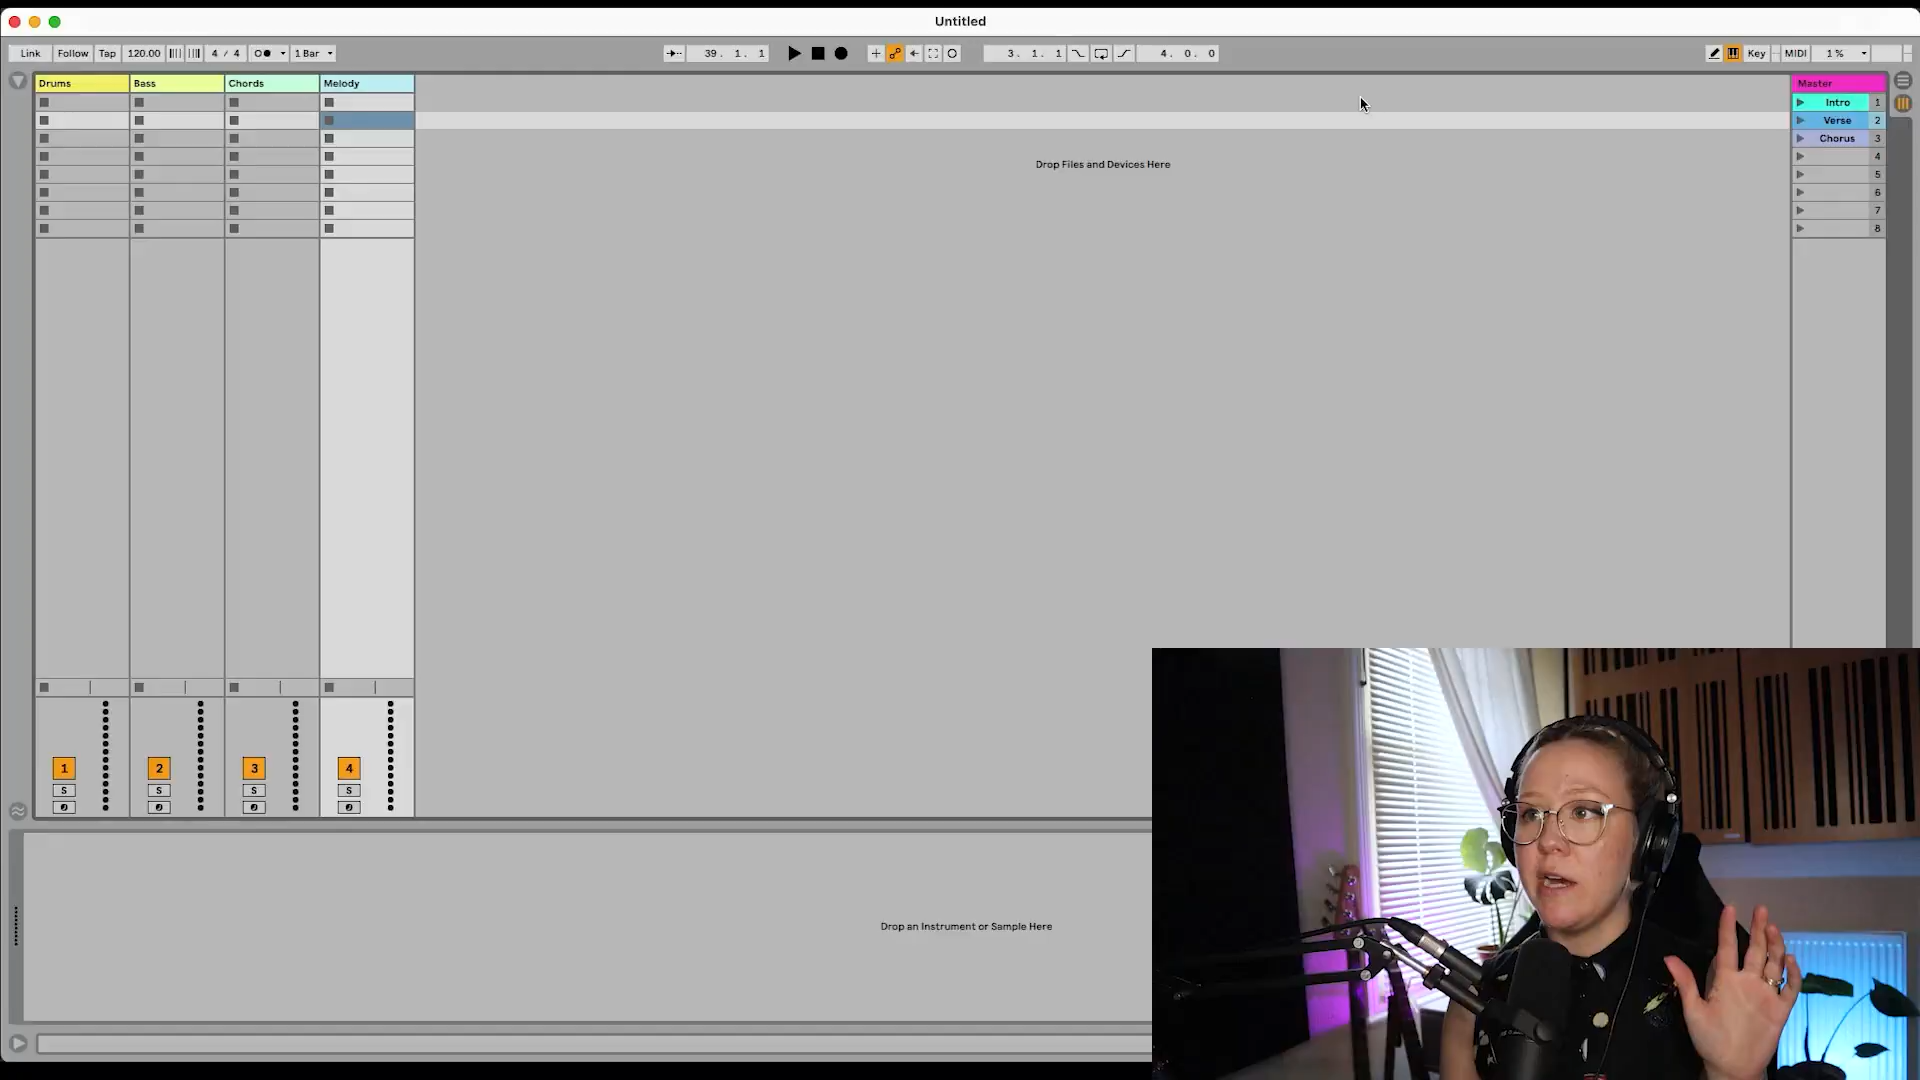 Untitled
Link Follow Tap 120.00 4 / 4 1 Bar 39. 1. 1 3. 1. 1 4. 0. 0 Key MIDI 1 %
Drums Bass Chords Melody Master
Intro 1
Verse 2
Chorus 3
4
Drop Files and Devices Here
5
6
7
8
1 2 3 4
S S S S
Drop an Instrument or Sample Here